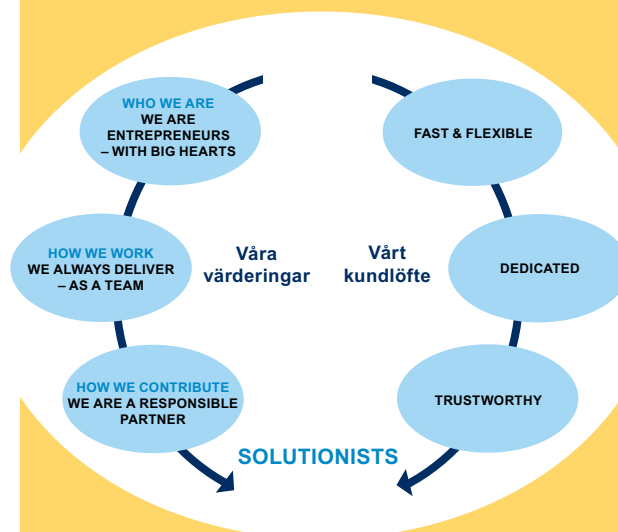 WHO WE ARE
WE ARE
ENTREPRENEURS
– WITH BIG HEARTS
HOW WE WORK
WE ALWAYS DELIVER
– AS A TEAM
HOW WE CONTRIBUTE
WE ARE A RESPONSIBLE
PARTNER
Våra
värderingar
Vårt
kundlöfte
FAST & FLEXIBLE
DEDICATED
TRUSTWORTHY
SOLUTIONISTS